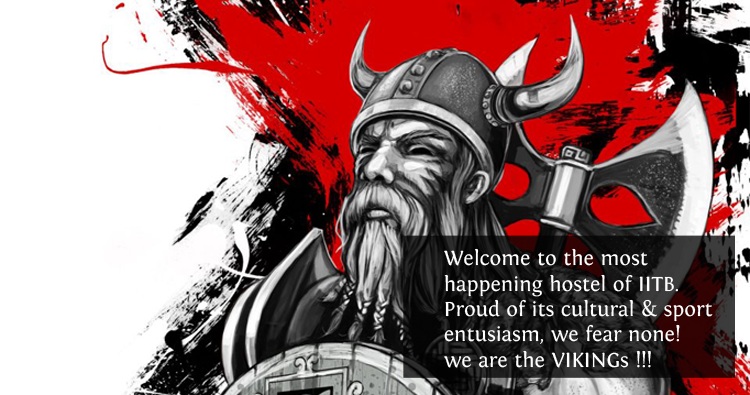 Welcome to the most
happening hostel of IITB.
Proud of its cultural & sport
entusiasm, we fear none!
we are the VIKINGs !!!